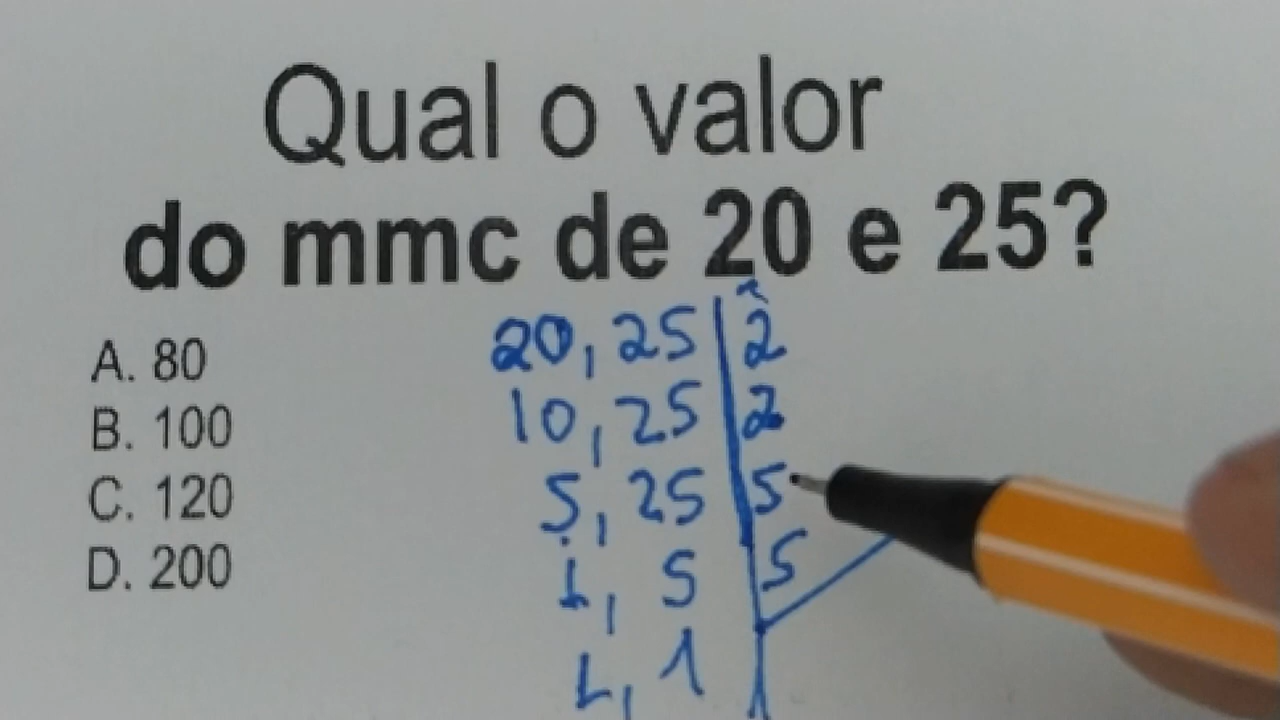 Qual o valor
do mmc de 20 e 25?
A. 80
B. 100
C. 120
D. 200
20, 25 | 2
10, 25 | 2
5, 25 | 5
1, 5 | 5
1, 1 |